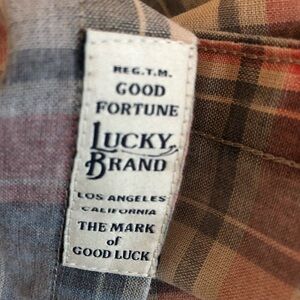 REG.T.M.
GOOD
FORTUNE
LUCKY
BRAND
LOS ANGELES
CALIFORNIA
THE MARK
of
GOOD LUCK